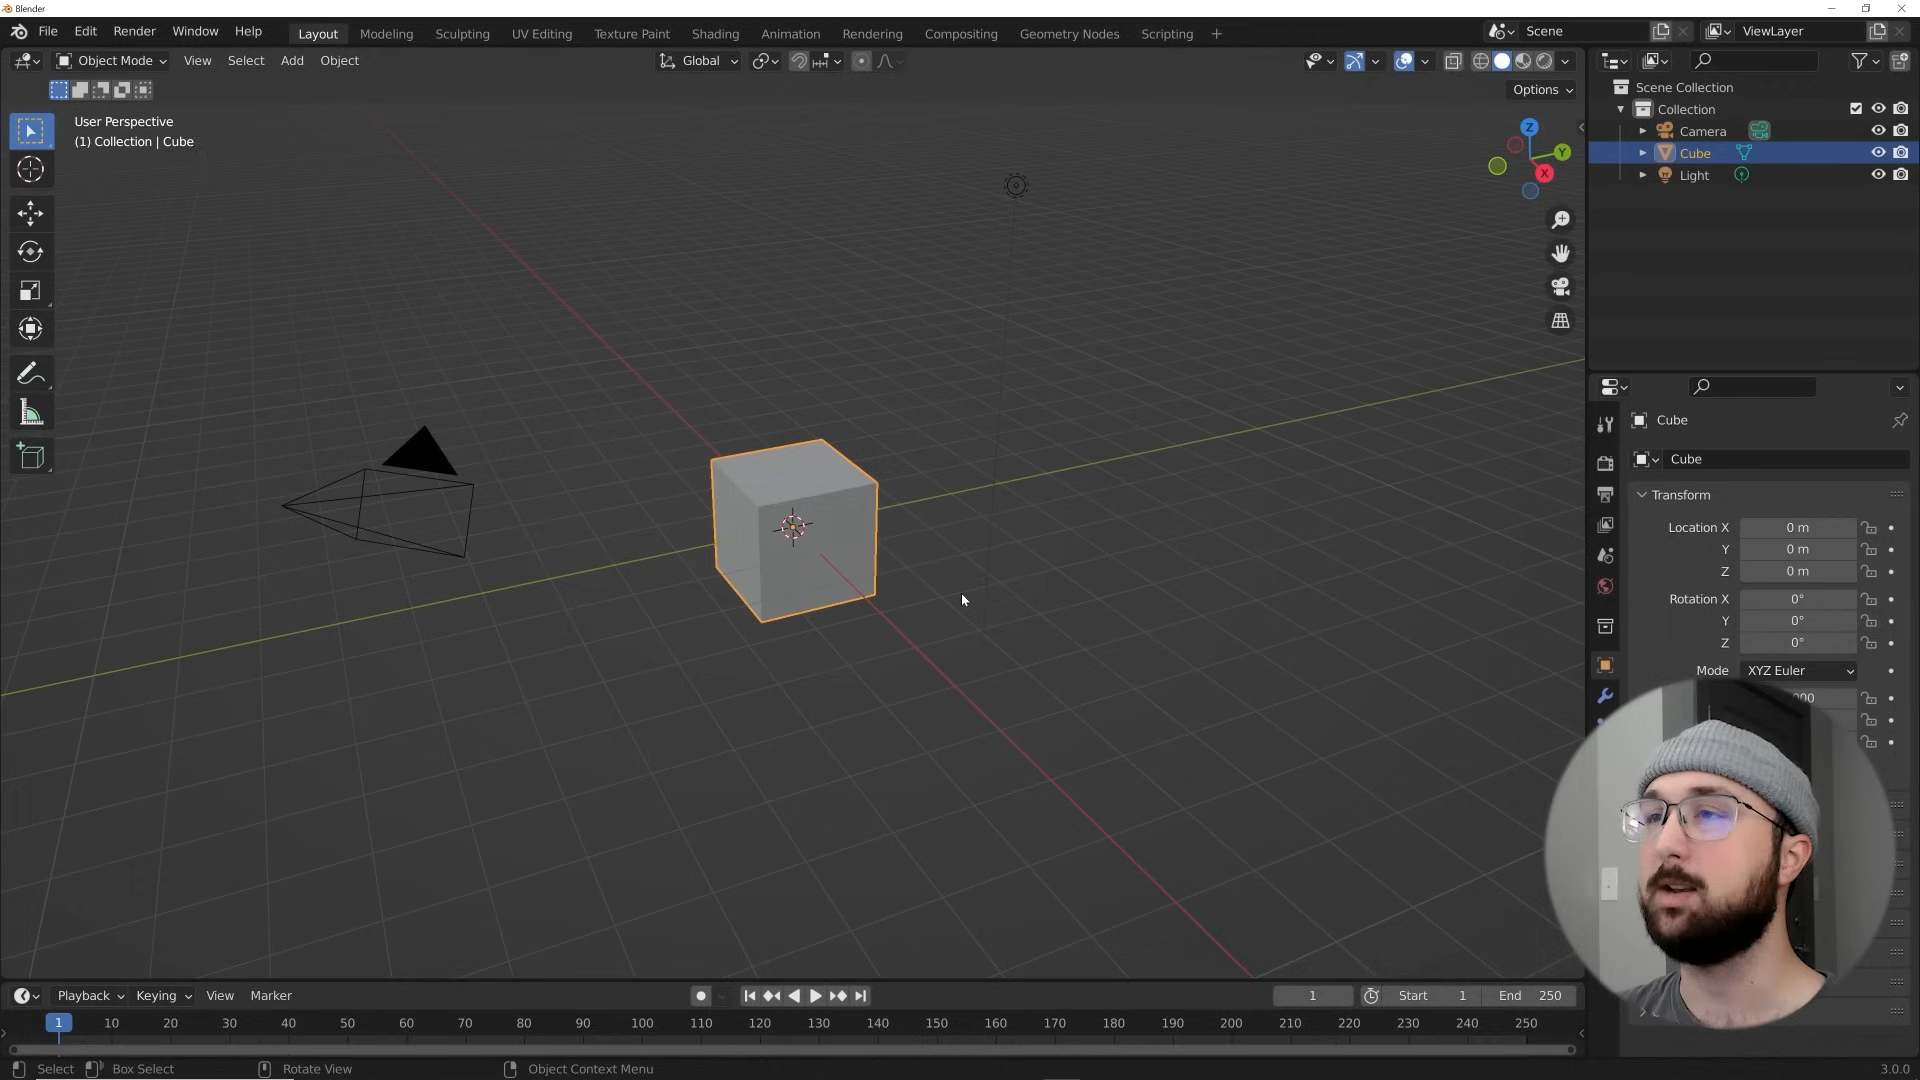 Blender
File Edit Render Window Help Layout Modeling Sculpting UV Editing Texture Paint Shading Animation Rendering Compositing Geometry Nodes Scripting + Scene ViewLayer
Object Mode View Select Add Object Global
Options
User Perspective
(1) Collection | Cube
Z
Y
X
Scene Collection
Collection
Camera
Cube
Light
Cube
Cube
Transform
Location X 0 m
Y 0 m
Z 0 m
Rotation X 0°
Y 0°
Z 0°
Mode XYZ Euler
Playback Keying View Marker 1 Start 1 End 250
1 10 20 30 40 50 60 70 80 90 100 110 120 130 140 150 160 170 180 190 200 210 220 230 240 250
Select Box Select Rotate View Object Context Menu 3.0.0